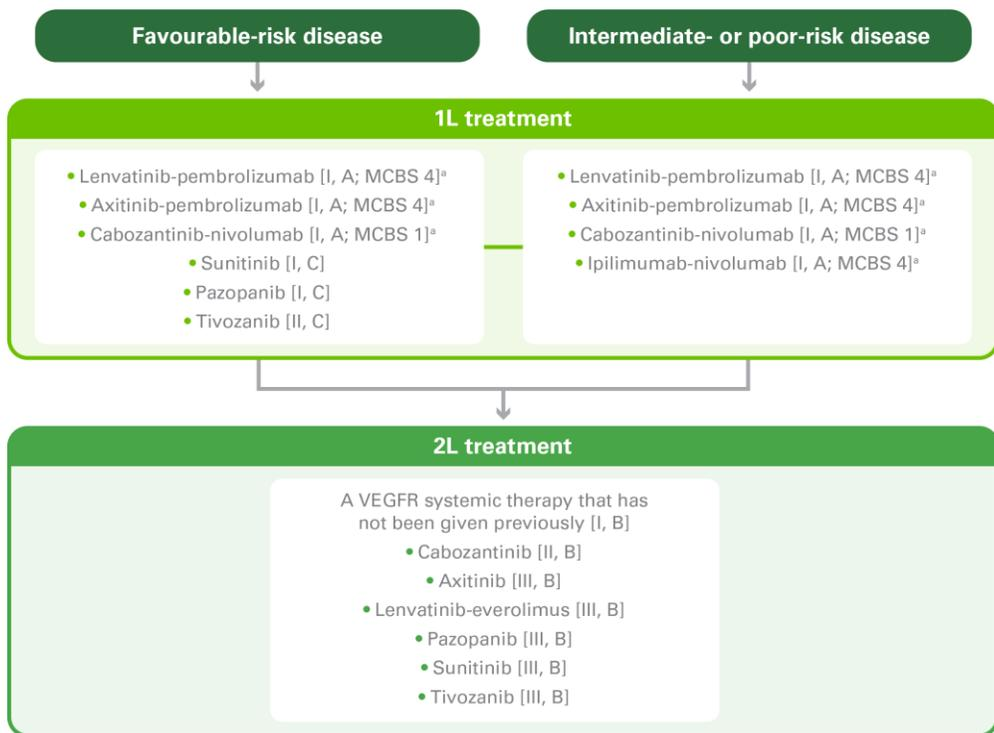 Favourable-risk disease
Intermediate- or poor-risk disease
1L treatment
• Lenvatinib-pembrolizumab [I, A; MCBS 4]ᵃ
• Axitinib-pembrolizumab [I, A; MCBS 4]ᵃ
• Cabozantinib-nivolumab [I, A; MCBS 1]ᵃ
• Sunitinib [I, C]
• Pazopanib [I, C]
• Tivozanib [II, C]
• Lenvatinib-pembrolizumab [I, A; MCBS 4]ᵃ
• Axitinib-pembrolizumab [I, A; MCBS 4]ᵃ
• Cabozantinib-nivolumab [I, A; MCBS 1]ᵃ
• Ipilimumab-nivolumab [I, A; MCBS 4]ᵃ
2L treatment
A VEGFR systemic therapy that has
not been given previously [I, B]
• Cabozantinib [II, B]
• Axitinib [III, B]
• Lenvatinib-everolimus [III, B]
• Pazopanib [III, B]
• Sunitinib [III, B]
• Tivozanib [III, B]